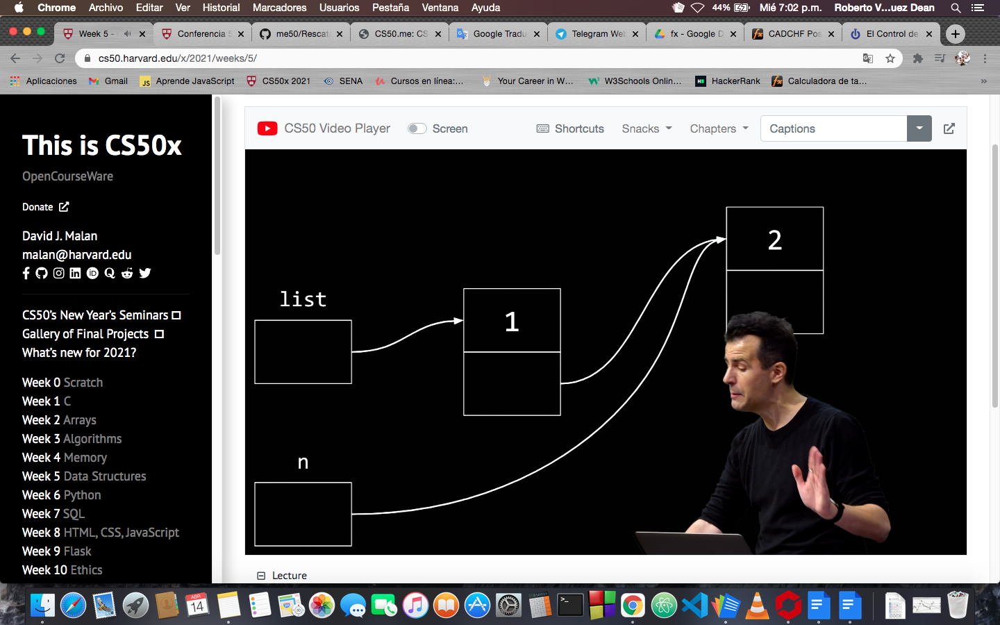 Chrome Archivo Editar Ver Historial Marcadores Usuarios Pestaña Ventana Ayuda 44% Mié 7:02 p.m. Roberto V...uez Dean
Week 5 - Conferencia 5 me50/Rescat CS50.me: CS Google Tradu Telegram Web fx - Google D CADCHF Pos El Control de
cs50.harvard.edu/x/2021/weeks/5/
Aplicaciones Gmail JS Aprende JavaScript CS50x 2021 SENA Cursos en línea:... Your Career in W... W3Schools Onlin... HackerRank fx Calculadora de ta... »
This is CS50x
OpenCourseWare
Donate
David J. Malan
malan@harvard.edu
CS50's New Year's Seminars
Gallery of Final Projects
What's new for 2021?
Week 0 Scratch
Week 1 C
Week 2 Arrays
Week 3 Algorithms
Week 4 Memory
Week 5 Data Structures
Week 6 Python
Week 7 SQL
Week 8 HTML, CSS, JavaScript
Week 9 Flask
Week 10 Ethics
CS50 Video Player Screen Shortcuts Snacks Chapters Captions
2
list
1
n
Lecture
ABR
14
DOCX